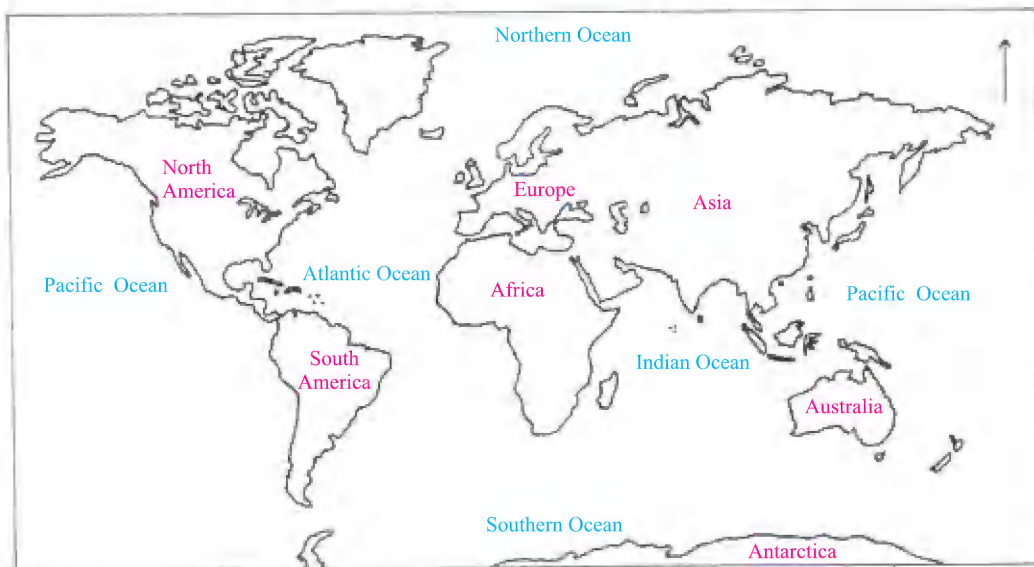 Northern Ocean
North
America
Europe
Asia
Pacific Ocean
Atlantic Ocean
Africa
Pacific Ocean
South
America
Indian Ocean
Australia
Southern Ocean
Antarctica